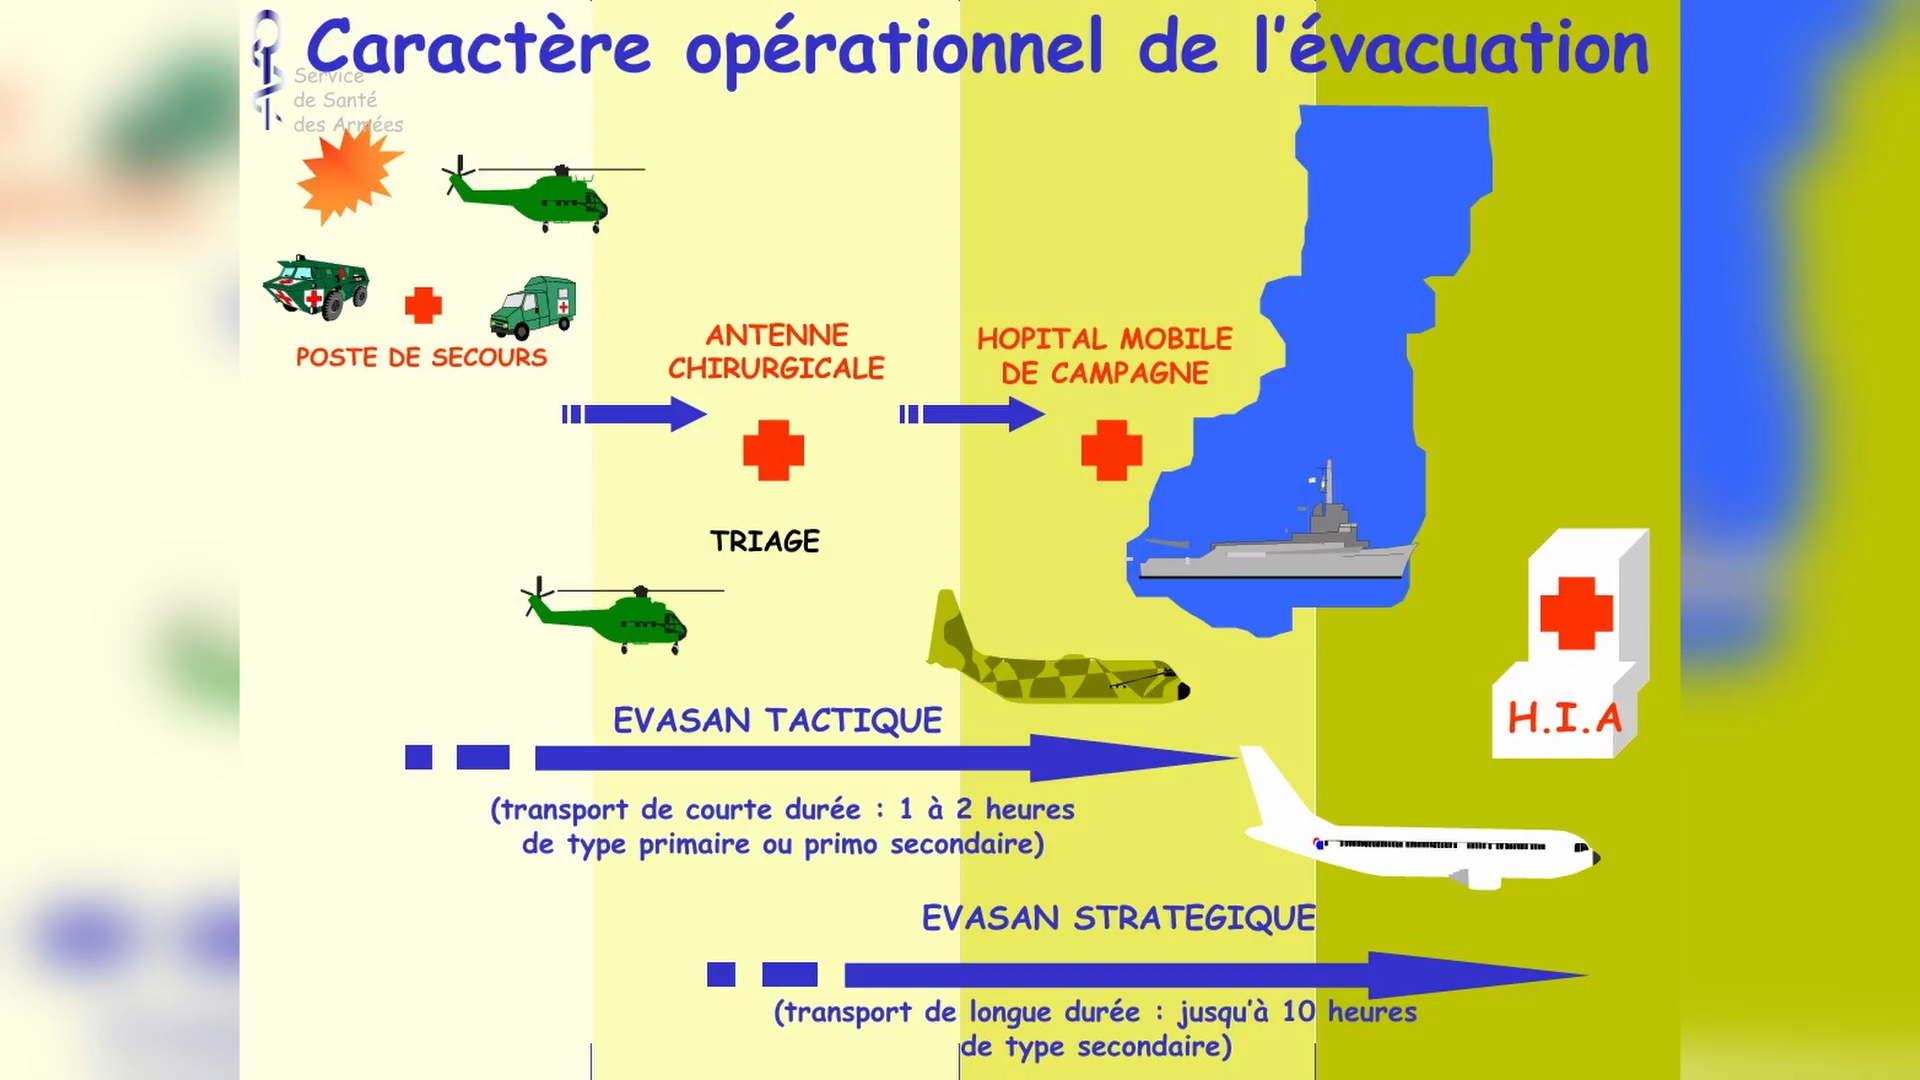 Caractère opérationnel de l'évacuation
Service
de Santé
des Armées
POSTE DE SECOURS
ANTENNE
CHIRURGICALE
HOPITAL MOBILE
DE CAMPAGNE
TRIAGE
H.I.A
EVASAN TACTIQUE
(transport de courte durée : 1 à 2 heures
de type primaire ou primo secondaire)
EVASAN STRATEGIQUE
(transport de longue durée : jusqu'à 10 heures
de type secondaire)